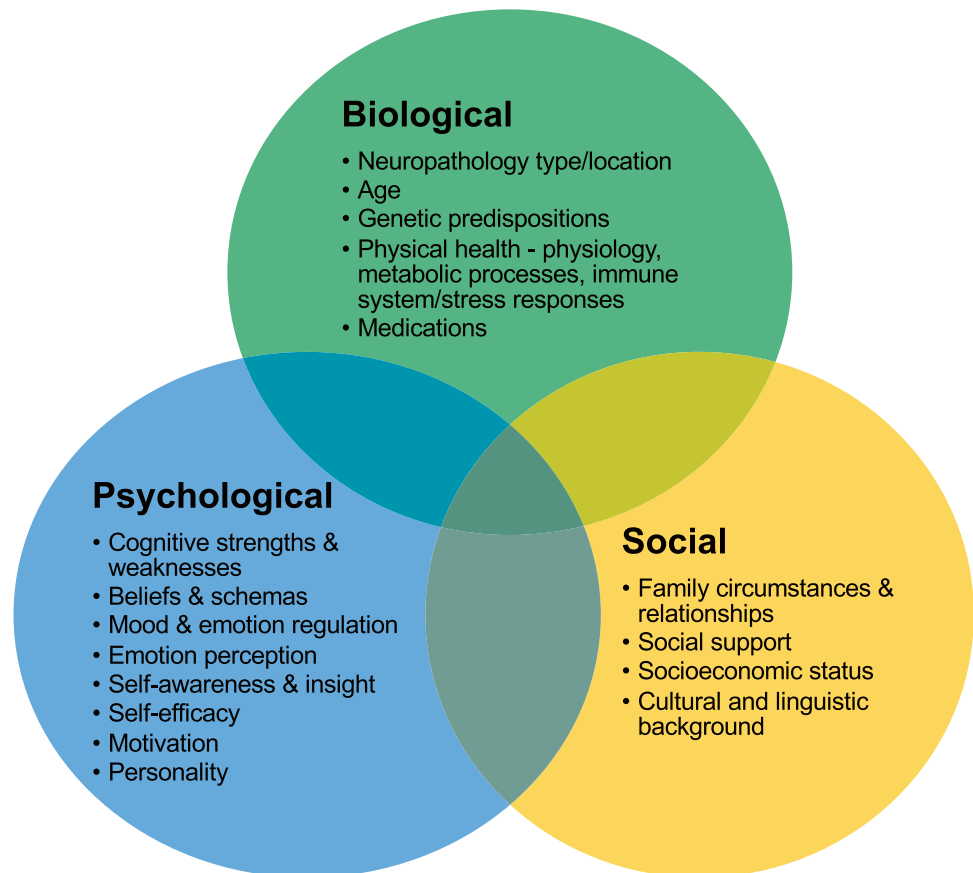 Biological
• Neuropathology type/location
• Age
• Genetic predispositions
• Physical health - physiology,
metabolic processes, immune
system/stress responses
• Medications
Psychological
• Cognitive strengths &
weaknesses
• Beliefs & schemas
• Mood & emotion regulation
• Emotion perception
• Self-awareness & insight
• Self-efficacy
• Motivation
• Personality
Social
• Family circumstances &
relationships
• Social support
• Socioeconomic status
• Cultural and linguistic
background